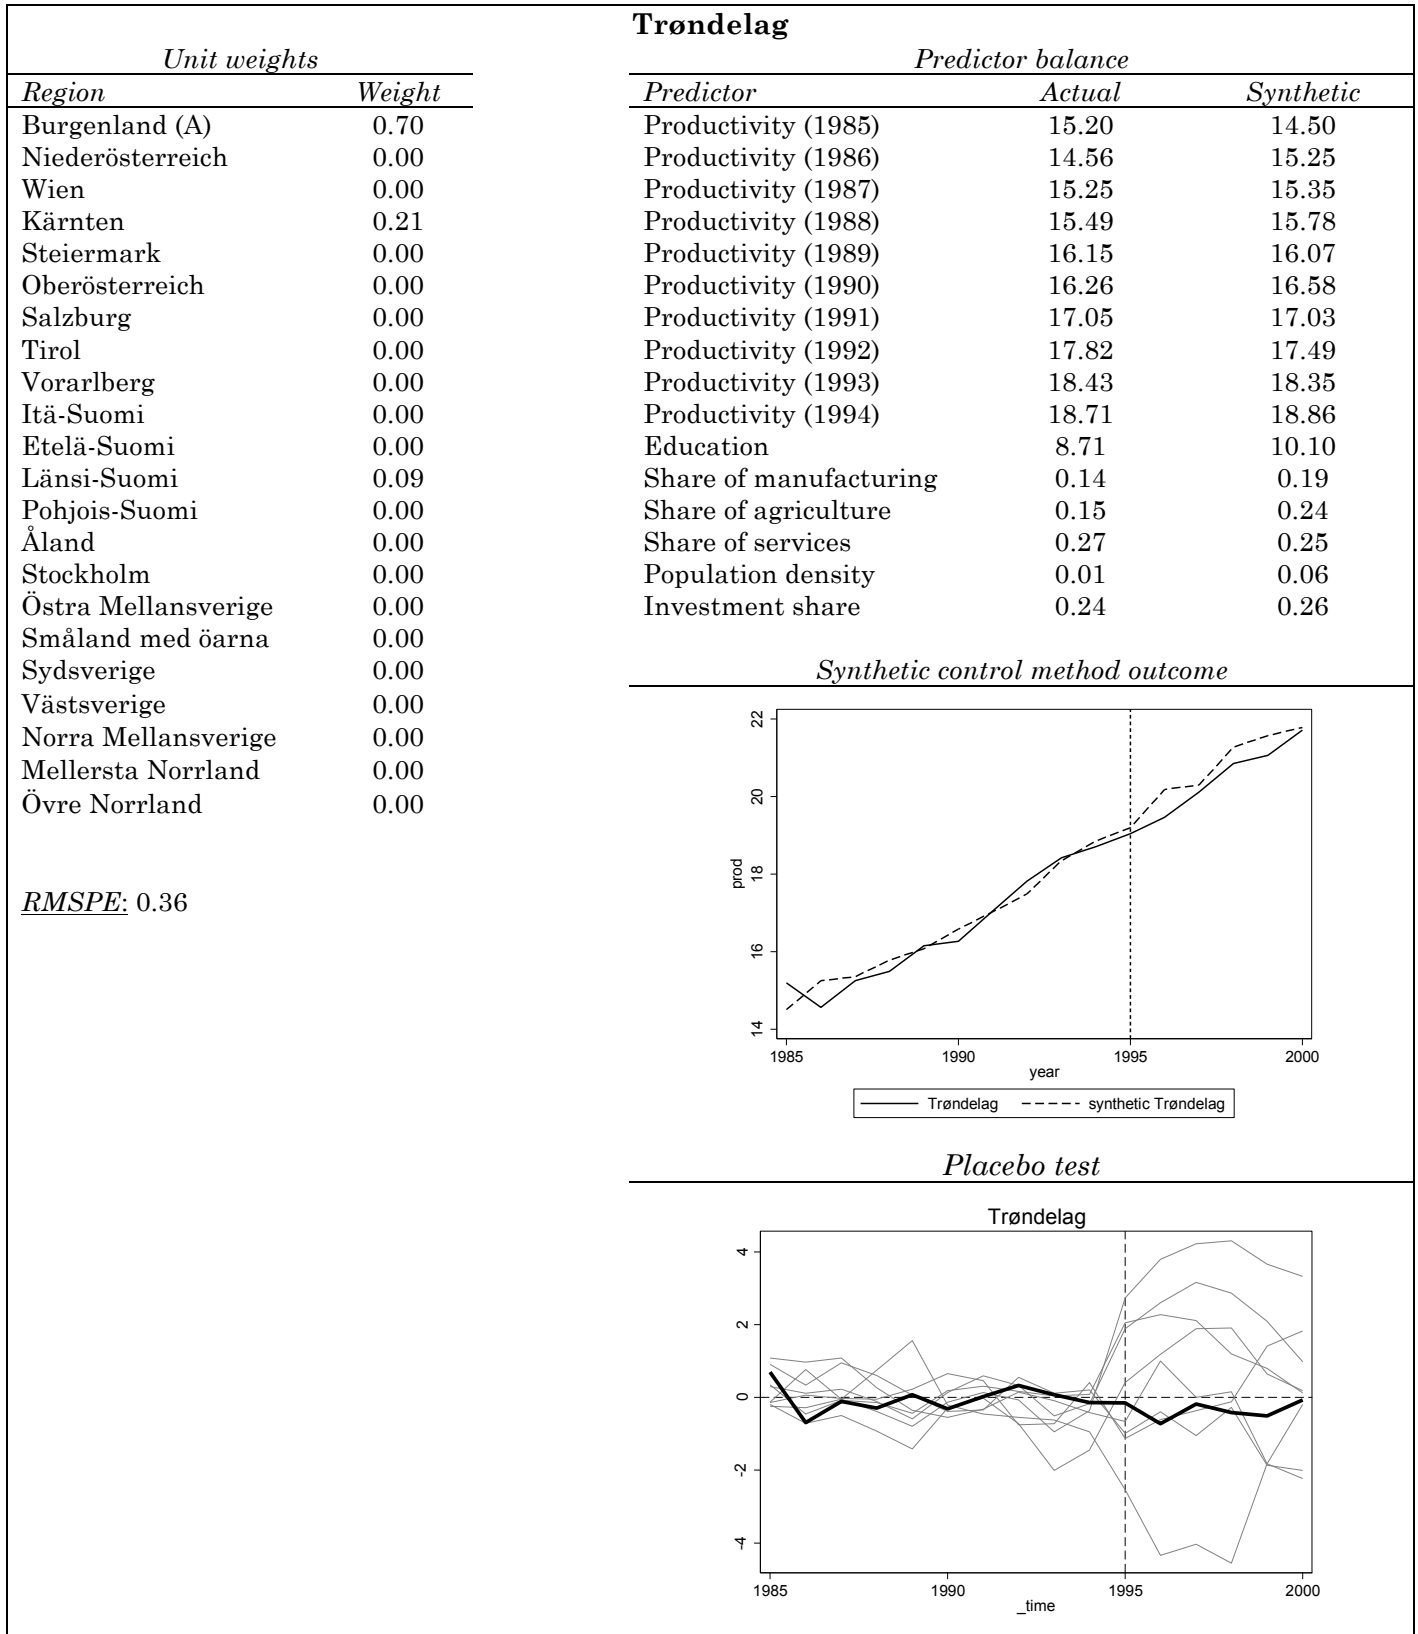 Trøndelag
Unit weights
Region Weight
Burgenland (A) 0.70
Niederösterreich 0.00
Wien 0.00
Kärnten 0.21
Steiermark 0.00
Oberösterreich 0.00
Salzburg 0.00
Tirol 0.00
Vorarlberg 0.00
Itä-Suomi 0.00
Etelä-Suomi 0.00
Länsi-Suomi 0.09
Pohjois-Suomi 0.00
Åland 0.00
Stockholm 0.00
Östra Mellansverige 0.00
Småland med öarna 0.00
Sydsverige 0.00
Västsverige 0.00
Norra Mellansverige 0.00
Mellersta Norrland 0.00
Övre Norrland 0.00
RMSPE: 0.36
Predictor balance
Predictor Actual Synthetic
Productivity (1985) 15.20 14.50
Productivity (1986) 14.56 15.25
Productivity (1987) 15.25 15.35
Productivity (1988) 15.49 15.78
Productivity (1989) 16.15 16.07
Productivity (1990) 16.26 16.58
Productivity (1991) 17.05 17.03
Productivity (1992) 17.82 17.49
Productivity (1993) 18.43 18.35
Productivity (1994) 18.71 18.86
Education 8.71 10.10
Share of manufacturing 0.14 0.19
Share of agriculture 0.15 0.24
Share of services 0.27 0.25
Population density 0.01 0.06
Investment share 0.24 0.26
Synthetic control method outcome
22
20
18
16
14
prod
1985 1990 1995 2000
year
Trøndelag synthetic Trøndelag
Placebo test
Trøndelag
4
2
0
-2
-4
1985 1990 1995 2000
_time